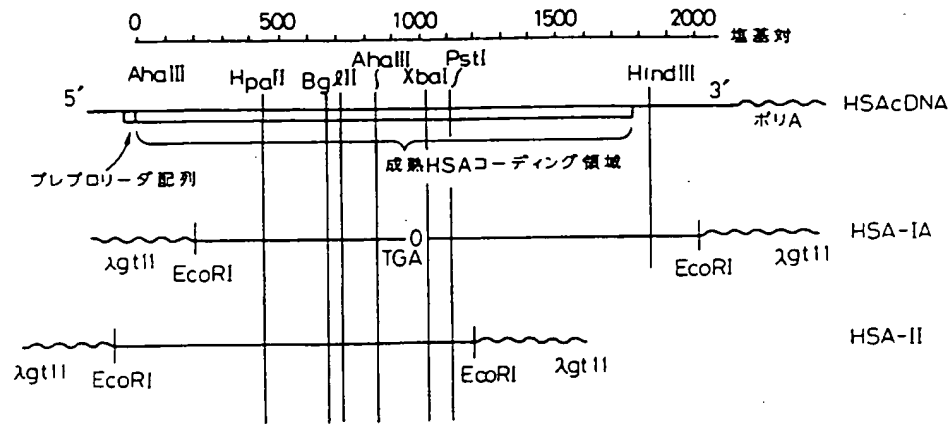 0 500 1000 1500 2000 塩基対
AhaIII HpaII BglII AhaIII XbaI PstI HindIII
5′ 3′ HSAcDNA
ポリA
プレプロリーダ配列 成熟HSAコーディング領域
λgt11 EcoRI TGA 0 EcoRI λgt11 HSA-IA
λgt11 EcoRI EcoRI λgt11 HSA-II